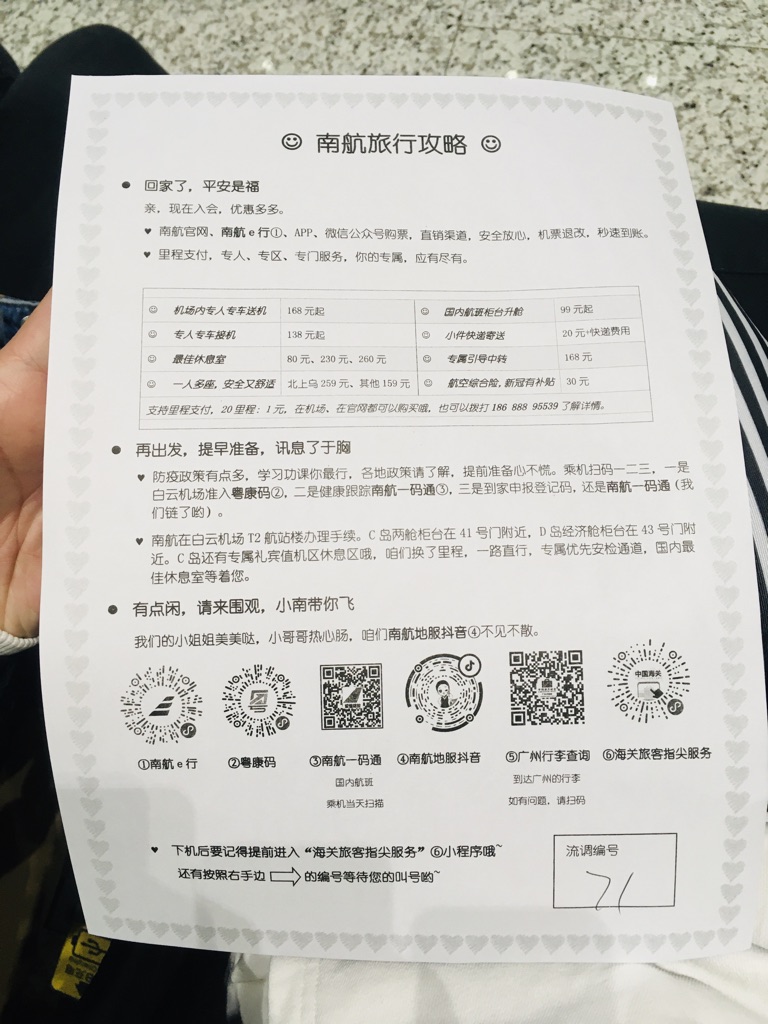 南航旅行攻略
● 回家了，平安是福
亲，现在入会，优惠多多。
♥ 南航官网、南航e行①、APP、微信公众号购票，直销渠道，安全放心，机票退改，秒速到账。
♥ 里程支付，专人、专区、专门服务，你的专属，应有尽有。
机场内专人专车送机 168 元起 国内航班柜台升舱 99 元起
专人专车接机 138 元起 小件快递寄送 20 元+快递费用
最佳休息室 80 元、230 元、260 元 专属引导中转 168 元
一人多座，安全又舒适 北上乌 259 元、其他 159 元 航空综合险，新冠有补贴 30 元
支持里程支付，20 里程：1 元，在机场、在官网都可以购买哦，也可以拨打 186 888 95539 了解详情。
● 再出发，提早准备，讯息了于胸
♥ 防疫政策有点多，学习功课你最行，各地政策请了解，提前准备心不慌。乘机扫码一二三，一是
白云机场准入粤康码②，二是健康跟踪南航一码通③，三是到家申报登记码，还是南航一码通（我
们链了哟）。
♥ 南航在白云机场 T2 航站楼办理手续。C 岛两舱柜台在 41 号门附近，D 岛经济舱柜台在 43 号门附
近。C 岛还有专属礼宾值机区休息区哦，咱们换了里程，一路直行，专属优先安检通道，国内最
佳休息室等着您。
● 有点闲，请来围观，小南带你飞
我们的小姐姐美美哒，小哥哥热心肠，咱们南航地服抖音④不见不散。
中国海关
①南航e行 ②粤康码 ③南航一码通 ④南航地服抖音 ⑤广州行李查询 ⑥海关旅客指尖服务
国内航班 到达广州的行李
乘机当天扫描 如有问题，请扫码
♥ 下机后要记得提前进入“海关旅客指尖服务”⑥小程序哦~
还有按照右手边 的编号等待您的叫号哟~
流调编号
71